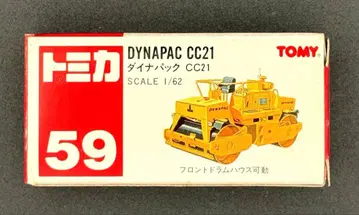 トミカ
59
DYNAPAC CC21
ダイナパック CC21
SCALE 1/62
TOMY
フロントドラムハウス可動